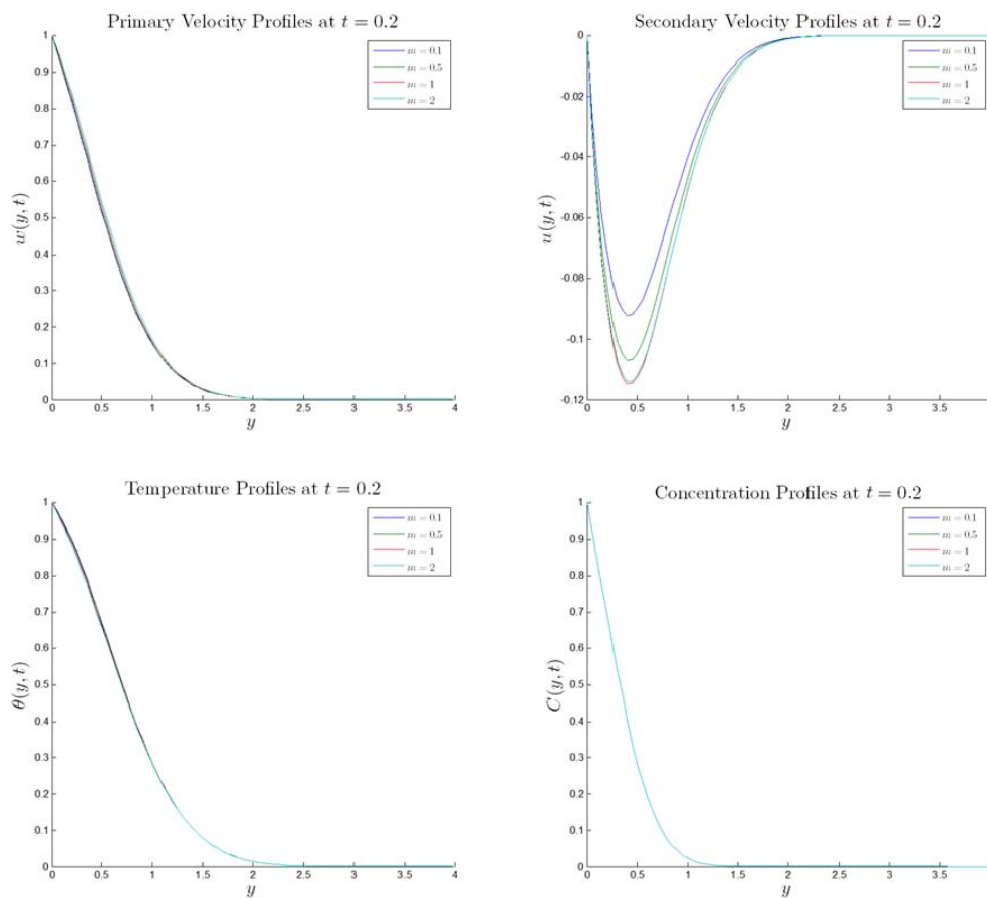 Primary Velocity Profiles at t = 0.2
1
0.9
0.8
0.7
0.6
0.5
0.4
0.3
0.2
0.1
0
w(y, t)
m = 0.1
m = 0.5
m = 1
m = 2
0 0.5 1 1.5 2 2.5 3 3.5 4
y
Secondary Velocity Profiles at t = 0.2
0
-0.02
-0.04
-0.06
-0.08
-0.1
-0.12
u(y, t)
m = 0.1
m = 0.5
m = 1
m = 2
0 0.5 1 1.5 2 2.5 3 3.5
y
Temperature Profiles at t = 0.2
1
0.9
0.8
0.7
0.6
0.5
0.4
0.3
0.2
0.1
0
θ(y, t)
m = 0.1
m = 0.5
m = 1
m = 2
0 0.5 1 1.5 2 2.5 3 3.5 4
y
Concentration Profiles at t = 0.2
1
0.9
0.8
0.7
0.6
0.5
0.4
0.3
0.2
0.1
0
C(y, t)
m = 0.1
m = 0.5
m = 1
m = 2
0 0.5 1 1.5 2 2.5 3 3.5
y